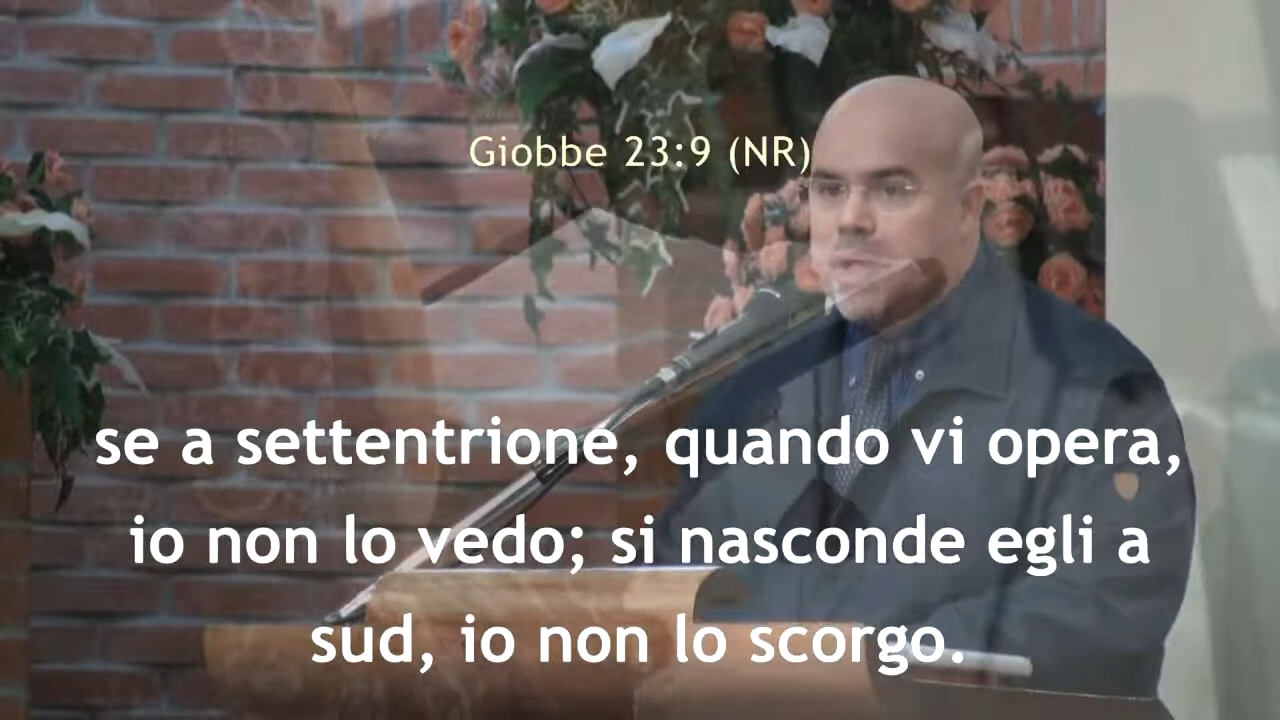 Giobbe 23:9 (NR)
se a settentrione, quando vi opera,
io non lo vedo; si nasconde egli a
sud, io non lo scorgo.